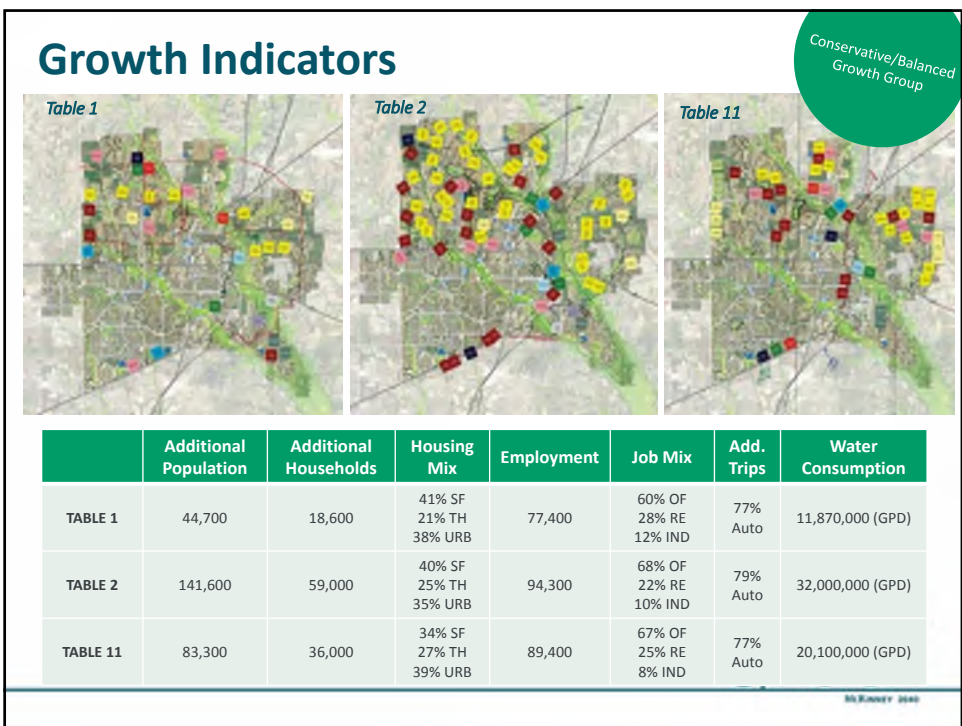 Growth Indicators
Conservative/Balanced
Growth Group
Table 1
Table 2
Table 11
Additional Population
Additional Households
Housing Mix
Employment
Job Mix
Add. Trips
Water Consumption
TABLE 1
44,700
18,600
41% SF
21% TH
38% URB
77,400
60% OF
28% RE
12% IND
77%
Auto
11,870,000 (GPD)
TABLE 2
141,600
59,000
40% SF
25% TH
35% URB
94,300
68% OF
22% RE
10% IND
79%
Auto
32,000,000 (GPD)
TABLE 11
83,300
36,000
34% SF
27% TH
39% URB
89,400
67% OF
25% RE
8% IND
77%
Auto
20,100,000 (GPD)